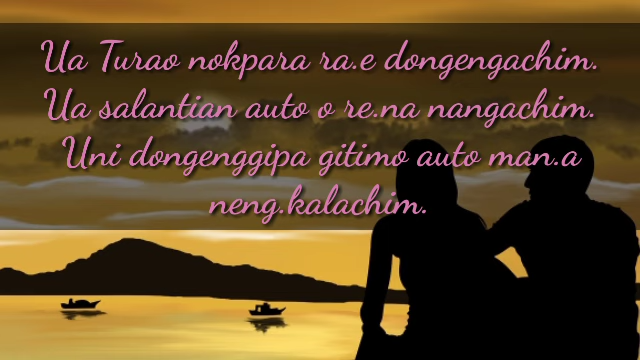 Ua Turao nokpara ra.e dongengachim.
Ua salantian auto o re.na nangachim.
Uni dongenggipa gitimo auto man.a
neng.kalachim.